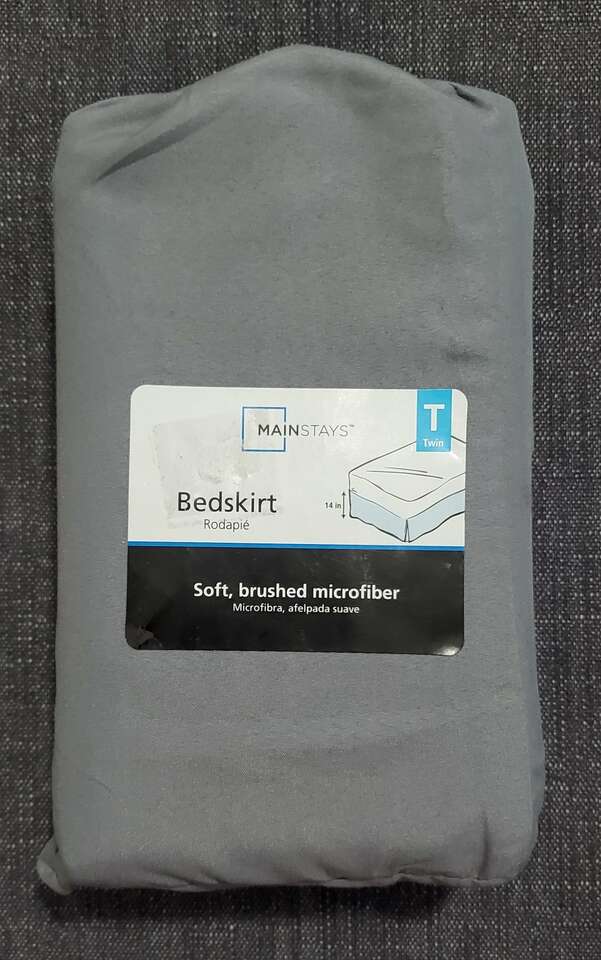 MAINSTAYS™
T
Twin
Bedskirt
Rodapié
14 in
Soft, brushed microfiber
Microfibra, afelpada suave